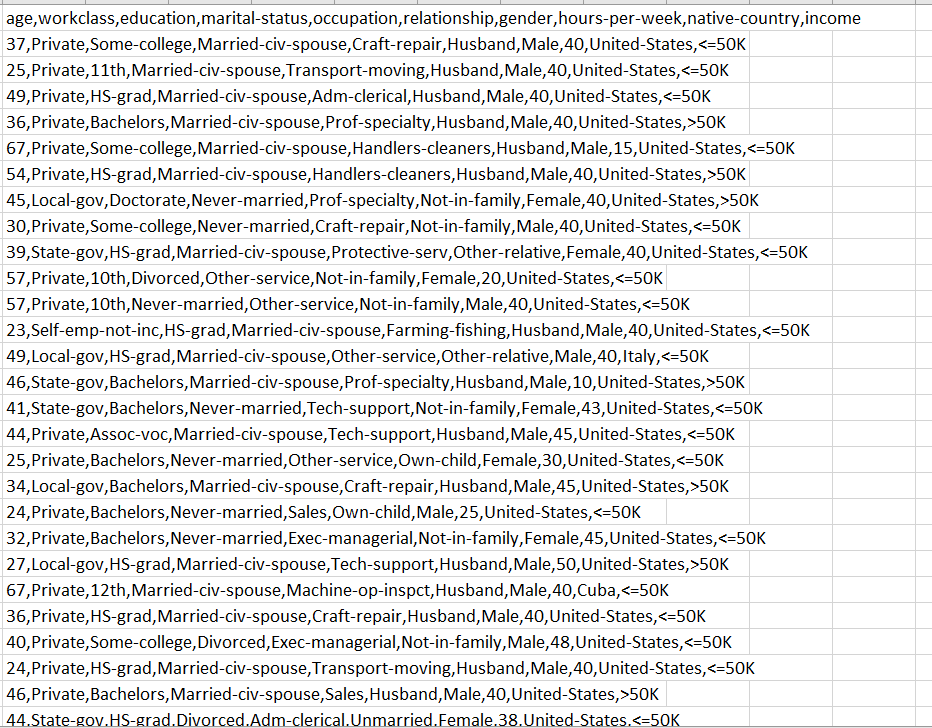 age,workclass,education,marital-status,occupation,relationship,gender,hours-per-week,native-country,income
37,Private,Some-college,Married-civ-spouse,Craft-repair,Husband,Male,40,United-States,<=50K
25,Private,11th,Married-civ-spouse,Transport-moving,Husband,Male,40,United-States,<=50K
49,Private,HS-grad,Married-civ-spouse,Adm-clerical,Husband,Male,40,United-States,<=50K
36,Private,Bachelors,Married-civ-spouse,Prof-specialty,Husband,Male,40,United-States,>50K
67,Private,Some-college,Married-civ-spouse,Handlers-cleaners,Husband,Male,15,United-States,<=50K
54,Private,HS-grad,Married-civ-spouse,Handlers-cleaners,Husband,Male,40,United-States,>50K
45,Local-gov,Doctorate,Never-married,Prof-specialty,Not-in-family,Female,40,United-States,>50K
30,Private,Some-college,Never-married,Craft-repair,Not-in-family,Male,40,United-States,<=50K
39,State-gov,HS-grad,Married-civ-spouse,Protective-serv,Other-relative,Female,40,United-States,<=50K
57,Private,10th,Divorced,Other-service,Not-in-family,Female,20,United-States,<=50K
57,Private,10th,Never-married,Other-service,Not-in-family,Male,40,United-States,<=50K
23,Self-emp-not-inc,HS-grad,Married-civ-spouse,Farming-fishing,Husband,Male,40,United-States,<=50K
49,Local-gov,HS-grad,Married-civ-spouse,Other-service,Other-relative,Male,40,Italy,<=50K
46,State-gov,Bachelors,Married-civ-spouse,Prof-specialty,Husband,Male,10,United-States,>50K
41,State-gov,Bachelors,Never-married,Tech-support,Not-in-family,Female,43,United-States,<=50K
44,Private,Assoc-voc,Married-civ-spouse,Tech-support,Husband,Male,45,United-States,<=50K
25,Private,Bachelors,Never-married,Other-service,Own-child,Female,30,United-States,<=50K
34,Local-gov,Bachelors,Married-civ-spouse,Craft-repair,Husband,Male,45,United-States,>50K
24,Private,Bachelors,Never-married,Sales,Own-child,Male,25,United-States,<=50K
32,Private,Bachelors,Never-married,Exec-managerial,Not-in-family,Female,45,United-States,<=50K
27,Local-gov,HS-grad,Married-civ-spouse,Tech-support,Husband,Male,50,United-States,>50K
67,Private,12th,Married-civ-spouse,Machine-op-inspct,Husband,Male,40,Cuba,<=50K
36,Private,HS-grad,Married-civ-spouse,Craft-repair,Husband,Male,40,United-States,<=50K
40,Private,Some-college,Divorced,Exec-managerial,Not-in-family,Male,48,United-States,<=50K
24,Private,HS-grad,Married-civ-spouse,Transport-moving,Husband,Male,40,United-States,<=50K
46,Private,Bachelors,Married-civ-spouse,Sales,Husband,Male,40,United-States,>50K
44,State-gov,HS-grad,Divorced,Adm-clerical,Unmarried,Female,38,United-States,<=50K